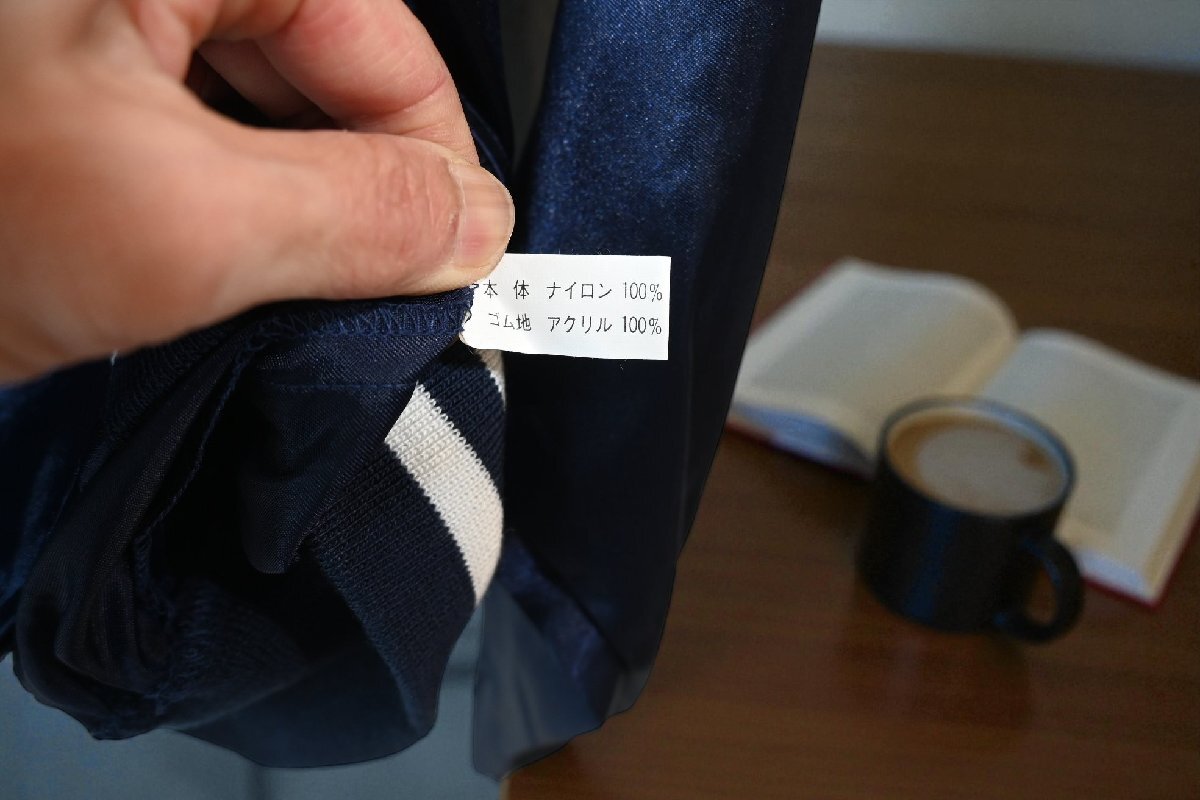 本 体 ナイロン 100%
ゴム地 アクリル 100%